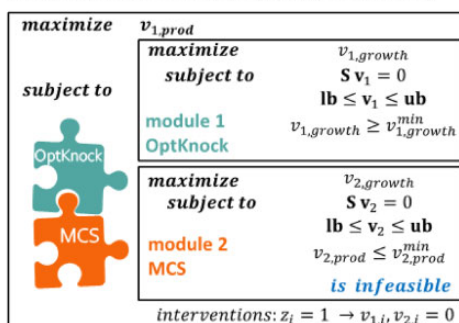 maximize v₁,prod
maximize v₁,growth
subject to S v₁ = 0
subject to
lb ≤ v₁ ≤ ub
module 1 v₁,growth ≥ v₁,growth^min
OptKnock
OptKnock
maximize v₂,growth
subject to S v₂ = 0
lb ≤ v₂ ≤ ub
MCS
module 2 v₂,prod ≤ v₂,prod^min
MCS
is infeasible
interventions: zᵢ = 1 → v₁,ᵢ, v₂,ᵢ = 0